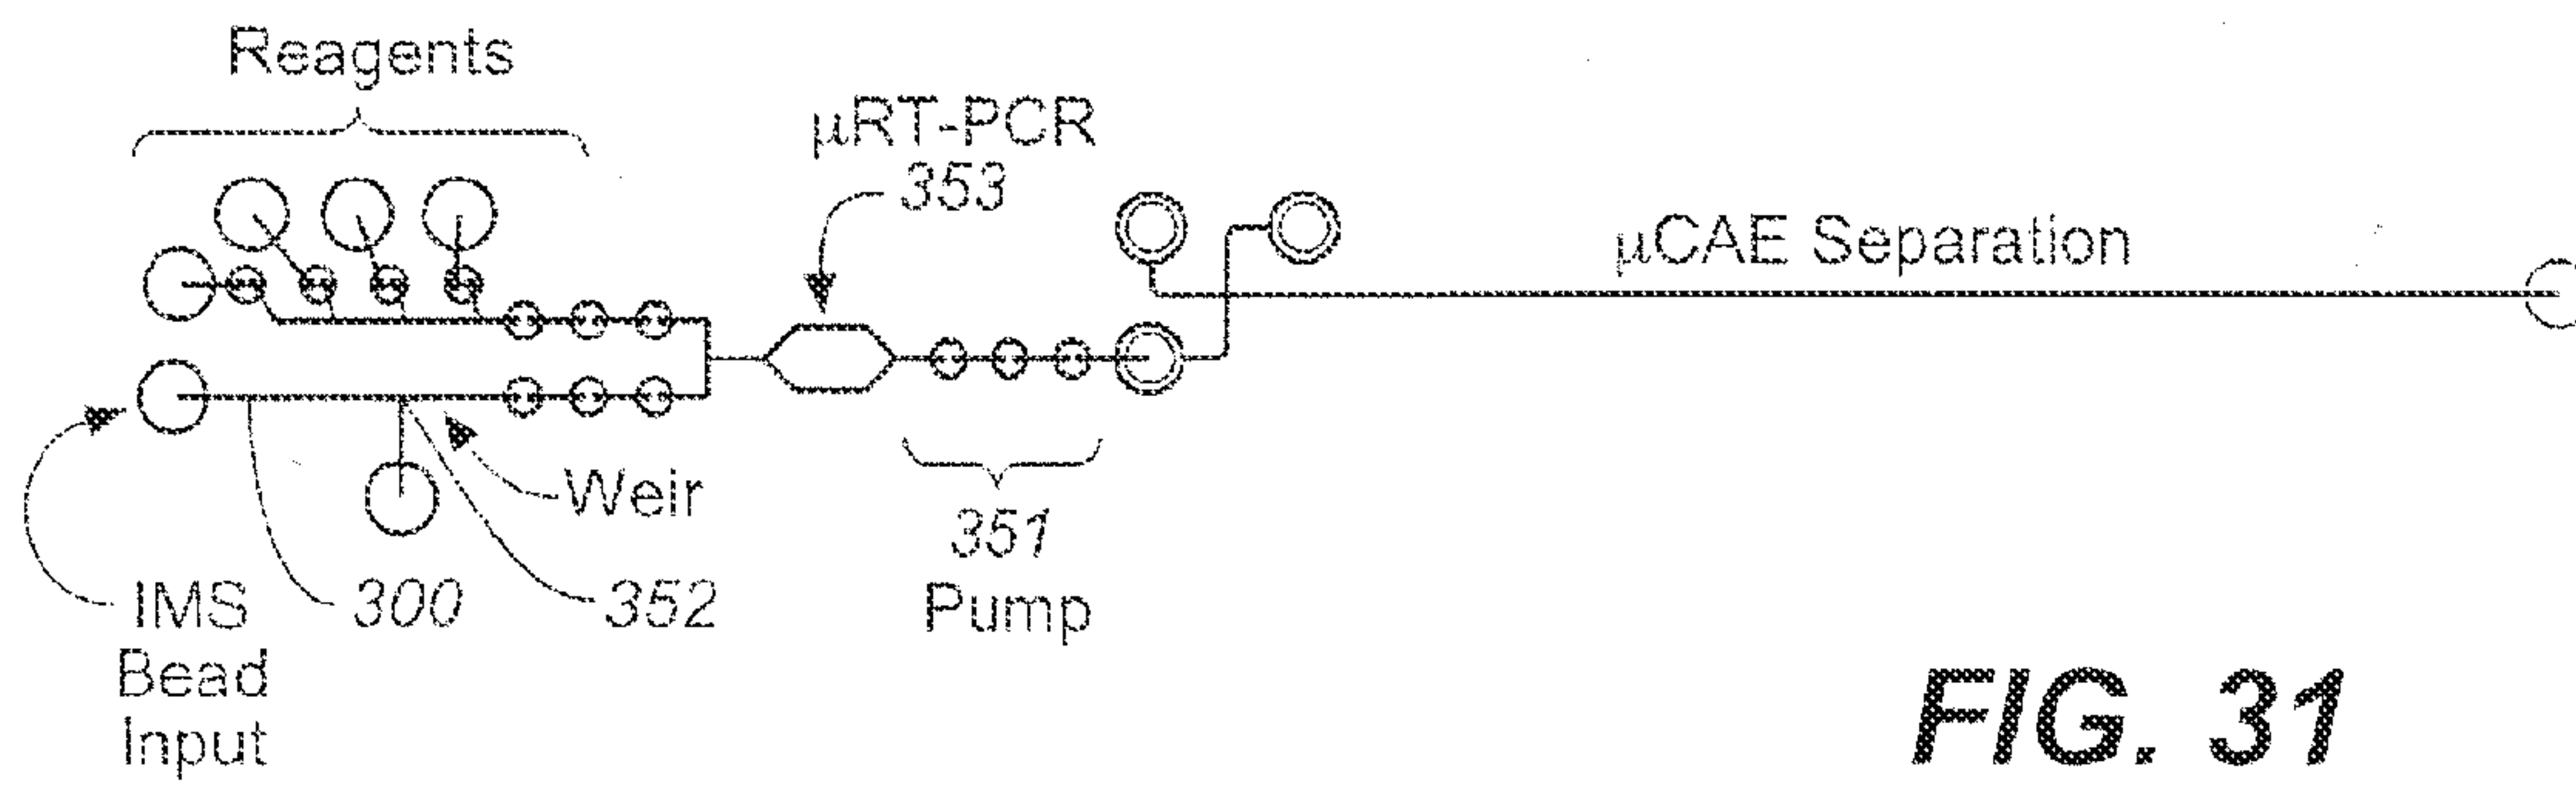 Reagents
µRT-PCR
353
µCAE Separation
Weir
351
Pump
IMS
Bead
Input
300
352
FIG. 31